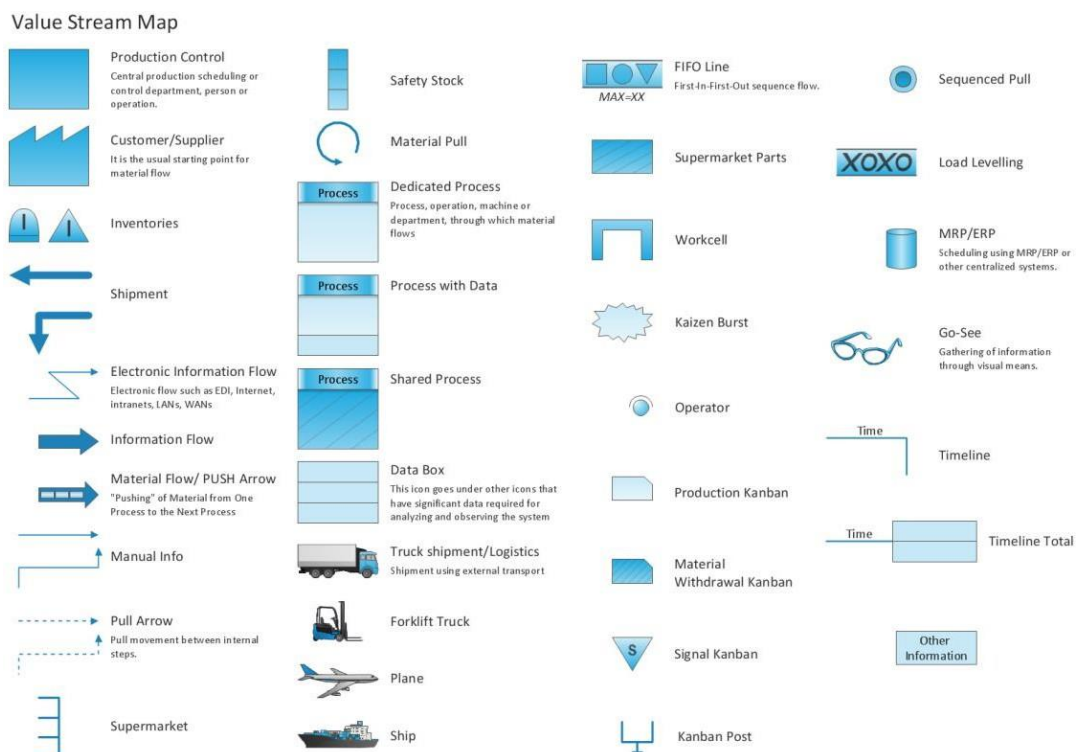 Value Stream Map
Production Control
Central production scheduling or
control department, person or
operation.
Customer/Supplier
It is the usual starting point for
material flow
I
I
Inventories
Shipment
Electronic Information Flow
Electronic flow such as EDI, Internet,
intranets, LANs, WANs
Information Flow
Material Flow/ PUSH Arrow
"Pushing" of Material from One
Process to the Next Process
Manual Info
Pull Arrow
Pull movement between internal
steps.
Supermarket
Safety Stock
Material Pull
Process
Dedicated Process
Process, operation, machine or
department, through which material
flows
Process
Process with Data
Process
Shared Process
Data Box
This icon goes under other icons that
have significant data required for
analyzing and observing the system
Truck shipment/Logistics
Shipment using external transport
Forklift Truck
Plane
Ship
MAX=XX
FIFO Line
First-In-First-Out sequence flow.
Supermarket Parts
Workcell
Kaizen Burst
Operator
Production Kanban
Material
Withdrawal Kanban
S
Signal Kanban
Kanban Post
Sequenced Pull
XOXO
Load Levelling
MRP/ERP
Scheduling using MRP/ERP or
other centralized systems.
Go-See
Gathering of information
through visual means.
Time
Timeline
Time
Timeline Total
Other
Information